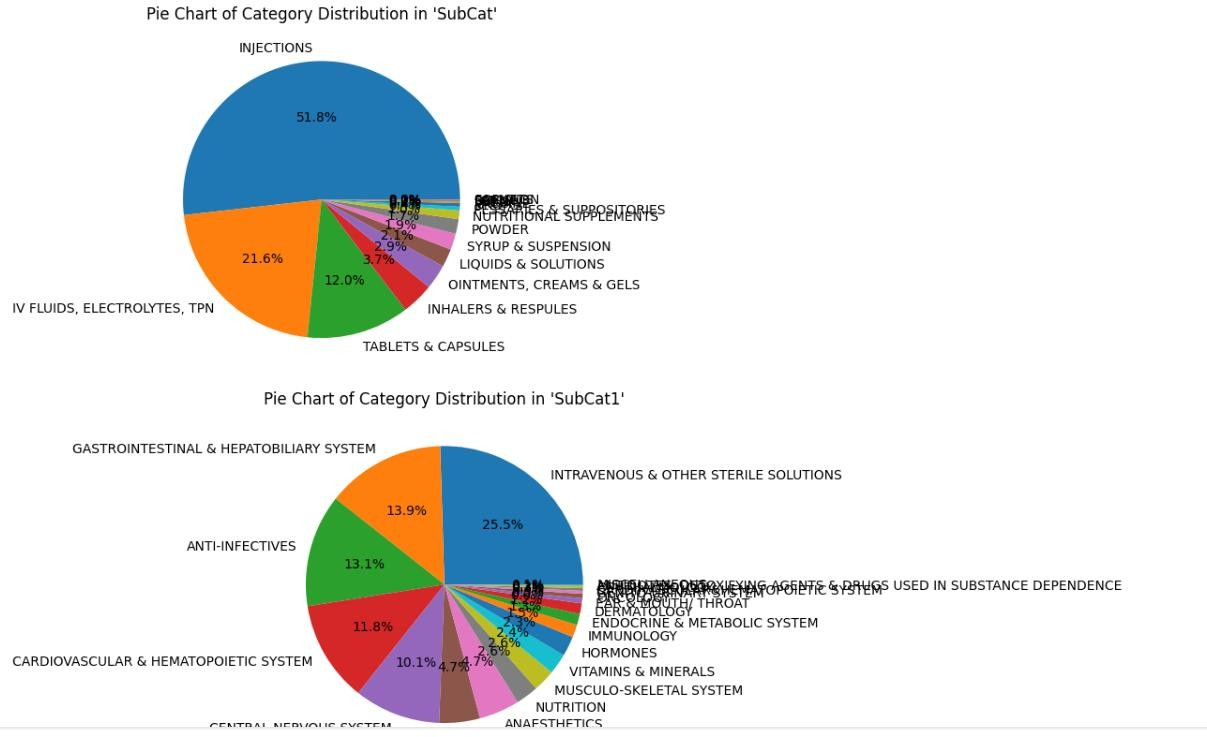 Pie Chart of Category Distribution in 'SubCat'
INJECTIONS
51.8%
NUTRITIONAL SUPPLEMENTS
1.7%
POWDER
1.9%
SYRUP & SUSPENSION
2.1%
LIQUIDS & SOLUTIONS
2.9%
OINTMENTS, CREAMS & GELS
3.7%
INHALERS & RESPULES
21.6%
12.0%
IV FLUIDS, ELECTROLYTES, TPN
TABLETS & CAPSULES
Pie Chart of Category Distribution in 'SubCat1'
GASTROINTESTINAL & HEPATOBILIARY SYSTEM
INTRAVENOUS & OTHER STERILE SOLUTIONS
13.9%
25.5%
ANTI-INFECTIVES
13.1%
EAR & MOUTH/ THROAT
DERMATOLOGY
ENDOCRINE & METABOLIC SYSTEM
1.5%
IMMUNOLOGY
2.3%
HORMONES
2.4%
VITAMINS & MINERALS
2.6%
MUSCULO-SKELETAL SYSTEM
2.6%
NUTRITION
11.8%
CARDIOVASCULAR & HEMATOPOIETIC SYSTEM
10.1%
4.7%
4.7%
ANAESTHETICS
CENTRAL NERVOUS SYSTEM